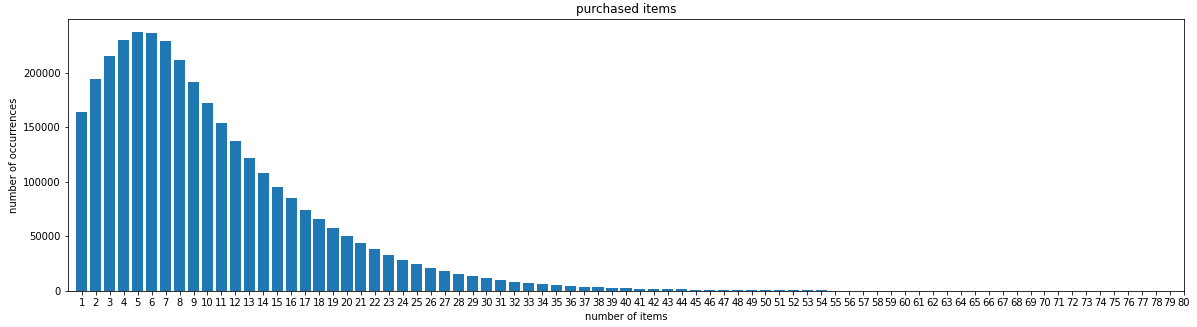 purchased items
number of occurrences
200000
150000
100000
50000
0
1 2 3 4 5 6 7 8 9 10 11 12 13 14 15 16 17 18 19 20 21 22 23 24 25 26 27 28 29 30 31 32 33 34 35 36 37 38 39 40 41 42 43 44 45 46 47 48 49 50 51 52 53 54 55 56 57 58 59 60 61 62 63 64 65 66 67 68 69 70 71 72 73 74 75 76 77 78 79 80
number of items